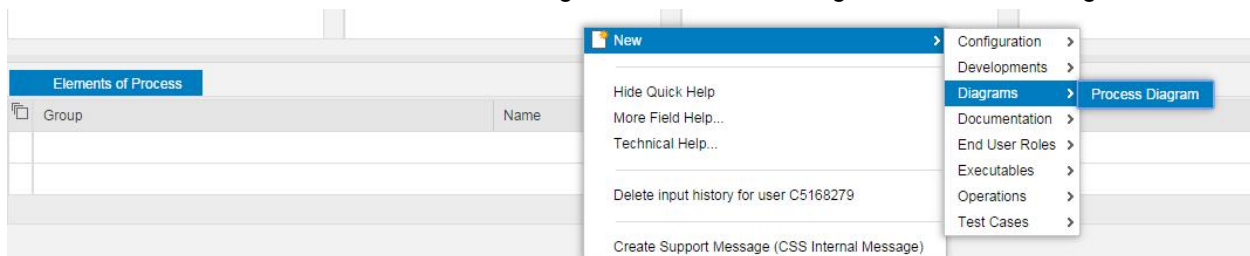 New
Configuration
Developments
Elements of Process
Hide Quick Help
Diagrams
Process Diagram
Group
Name
More Field Help...
Documentation
Technical Help...
End User Roles
Executables
Delete input history for user C5168279
Operations
Test Cases
Create Support Message (CSS Internal Message)